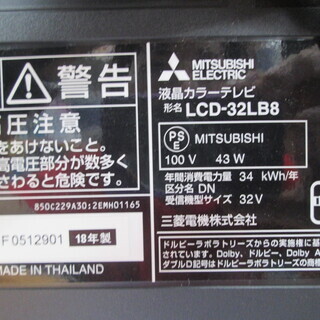 警告
圧注意
をあけないこと。
高電圧部分が数多く
さわると危険です。
850C229A30:2EMH01165
F 0512901
18年製
MADE IN THAILAND
MITSUBISHI
ELECTRIC
液晶カラーテレビ
形名 LCD-32LB8
PS
E
MITSUBISHI
100 V 43 W
年間消費電力量 34 kWh/年
区分名 DN
受信機型サイズ 32V
三菱電機株式会社
ドルビーラボラトリーズからの実施権に基
されています。Dolby、ドルビー、Dolby A
ダブルD記号はドルビーラボラトリーズの